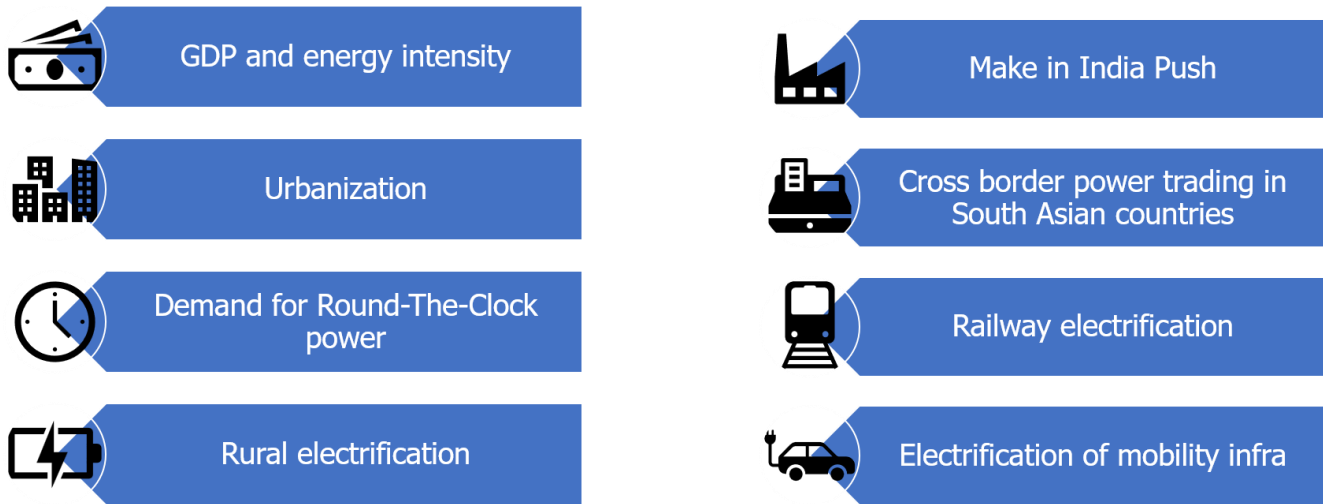 GDP and energy intensity
Urbanization
Demand for Round-The-Clock
power
Rural electrification
Make in India Push
Cross border power trading in
South Asian countries
Railway electrification
Electrification of mobility infra